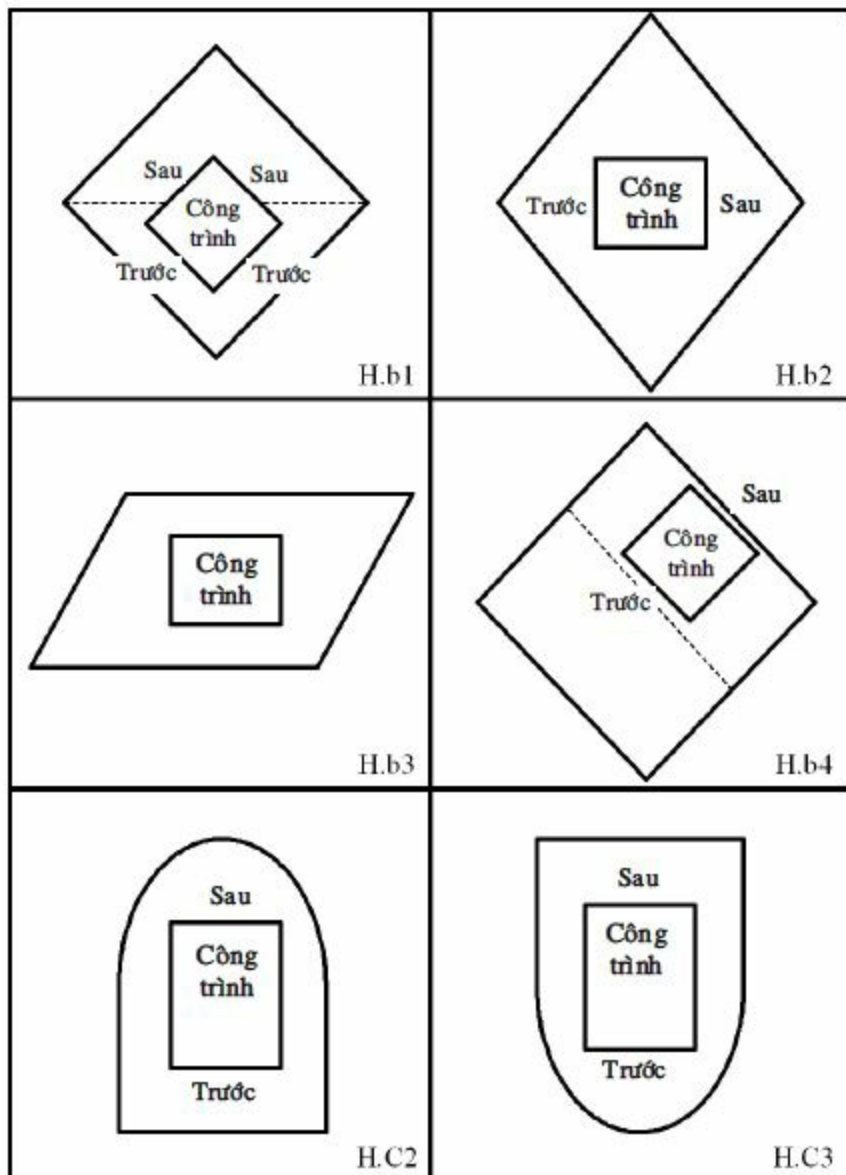 Sau
Sau
Công
trình
Trước
Trước
H.b1
Trước
Công
trình
Sau
H.b2
Công
trình
H.b3
Sau
Công
trình
Trước
H.b4
Sau
Công
trình
Trước
H.C2
Sau
Công
trình
Trước
H.C3